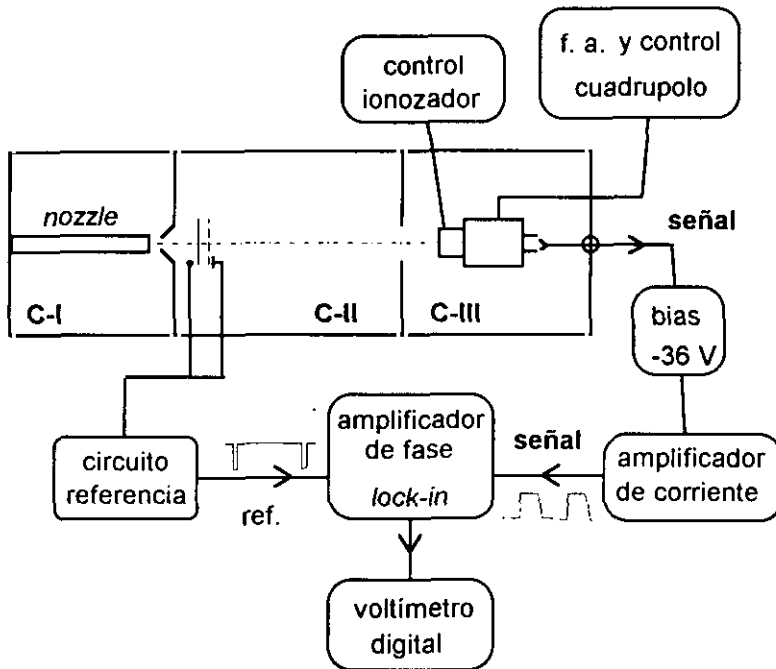 control
ionozador
f. a. y control
cuadrupolo
nozzle
señal
C-I
C-II
C-III
bias
-36 V
circuito
referencia
ref.
amplificador
de fase
lock-in
señal
amplificador
de corriente
voltímetro
digital